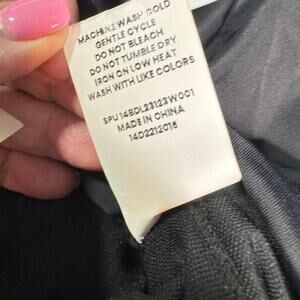 MACHINE WASH COLD
GENTLE CYCLE
DO NOT BLEACH
DO NOT TUMBLE DRY
IRON ON LOW HEAT
WASH WITH LIKE COLORS
SPU14BDL23123W001
MADE IN CHINA
14D2212016